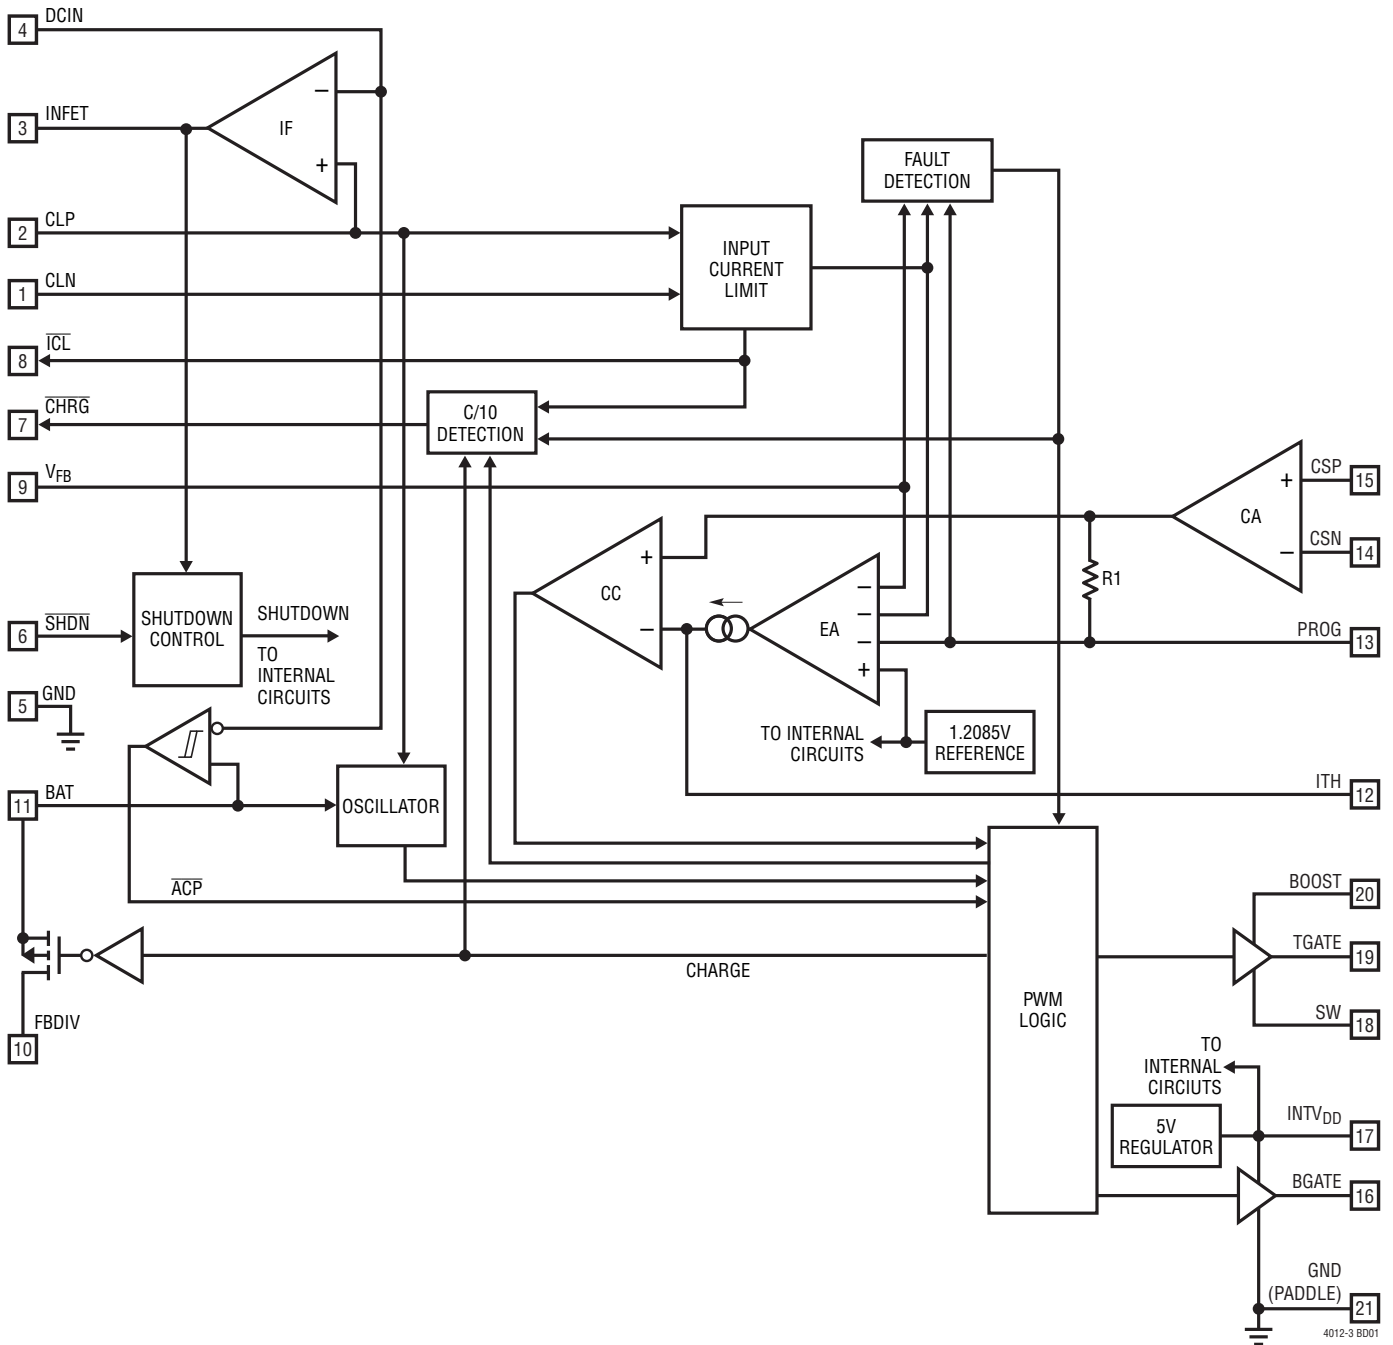 4
DCIN
3
INFET
IF
−
+
2
CLP
1
CLN
8
ICL
7
CHRG
9
VFB
INPUT
CURRENT
LIMIT
FAULT
DETECTION
C/10
DETECTION
CA
+
−
CSP
15
CSN
14
R1
CC
+
−
EA
−
−
−
+
PROG
13
6
SHDN
SHUTDOWN
CONTROL
SHUTDOWN
TO
INTERNAL
CIRCUITS
5
GND
TO INTERNAL
CIRCUITS
1.2085V
REFERENCE
ITH
12
11
BAT
OSCILLATOR
ACP
CHARGE
FBDIV
10
PWM
LOGIC
BOOST
20
TGATE
19
SW
18
TO
INTERNAL
CIRCIUTS
5V
REGULATOR
INTVDD
17
BGATE
16
GND
(PADDLE)
21
4012-3 BD01